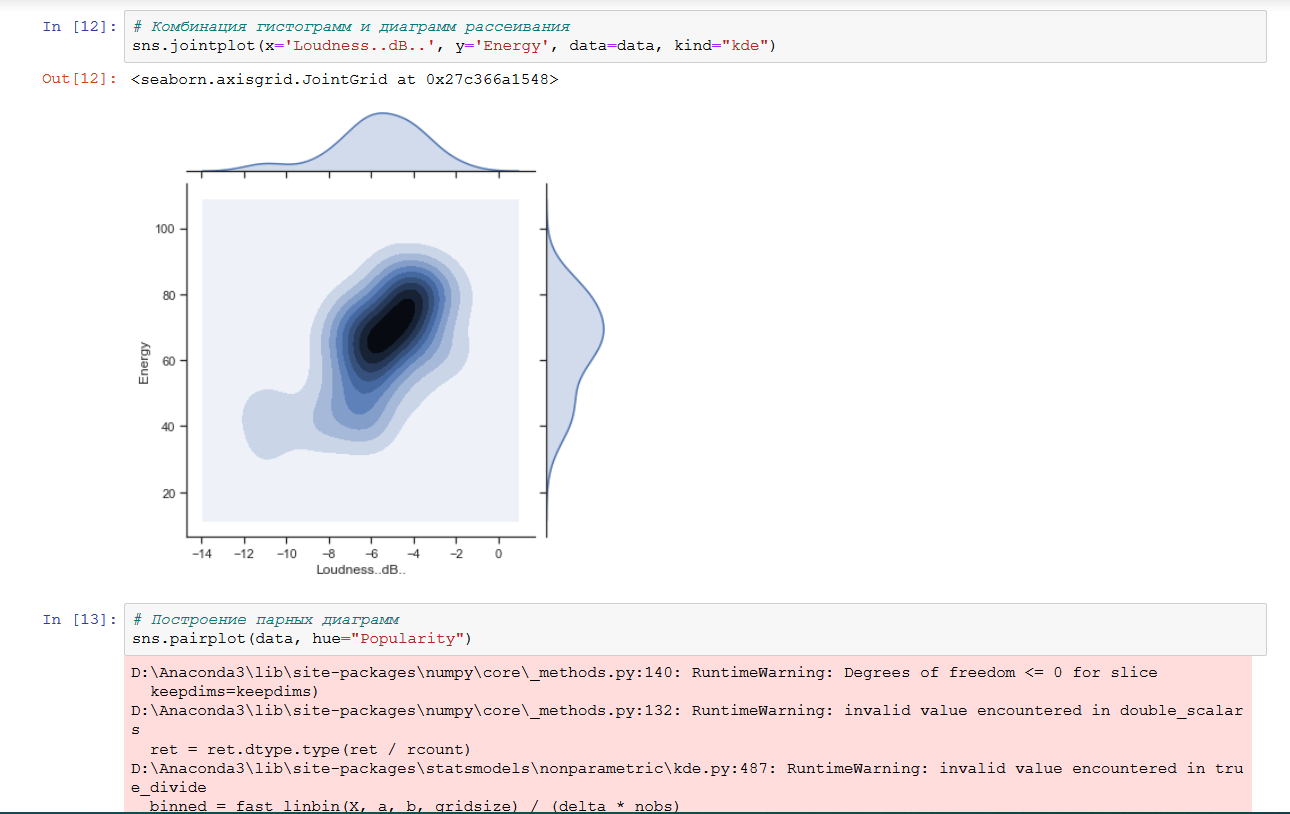 In [12]: # Комбинация гистограмм и диаграмм рассеивания
sns.jointplot(x='Loudness..dB..', y='Energy', data=data, kind="kde")
Out[12]: <seaborn.axisgrid.JointGrid at 0x27c366a1548>
100
80
60
40
20
Energy
−14 −12 −10 −8 −6 −4 −2 0
Loudness..dB..
In [13]: # Построение парных диаграмм
sns.pairplot(data, hue="Popularity")
D:\Anaconda3\lib\site-packages\numpy\core\_methods.py:140: RuntimeWarning: Degrees of freedom <= 0 for slice
keepdims=keepdims)
D:\Anaconda3\lib\site-packages\numpy\core\_methods.py:132: RuntimeWarning: invalid value encountered in double_scalar
s
ret = ret.dtype.type(ret / rcount)
D:\Anaconda3\lib\site-packages\statsmodels\nonparametric\kde.py:487: RuntimeWarning: invalid value encountered in tru
e_divide
binned = fast_linbin(X, a, b, gridsize) / (delta * nobs)